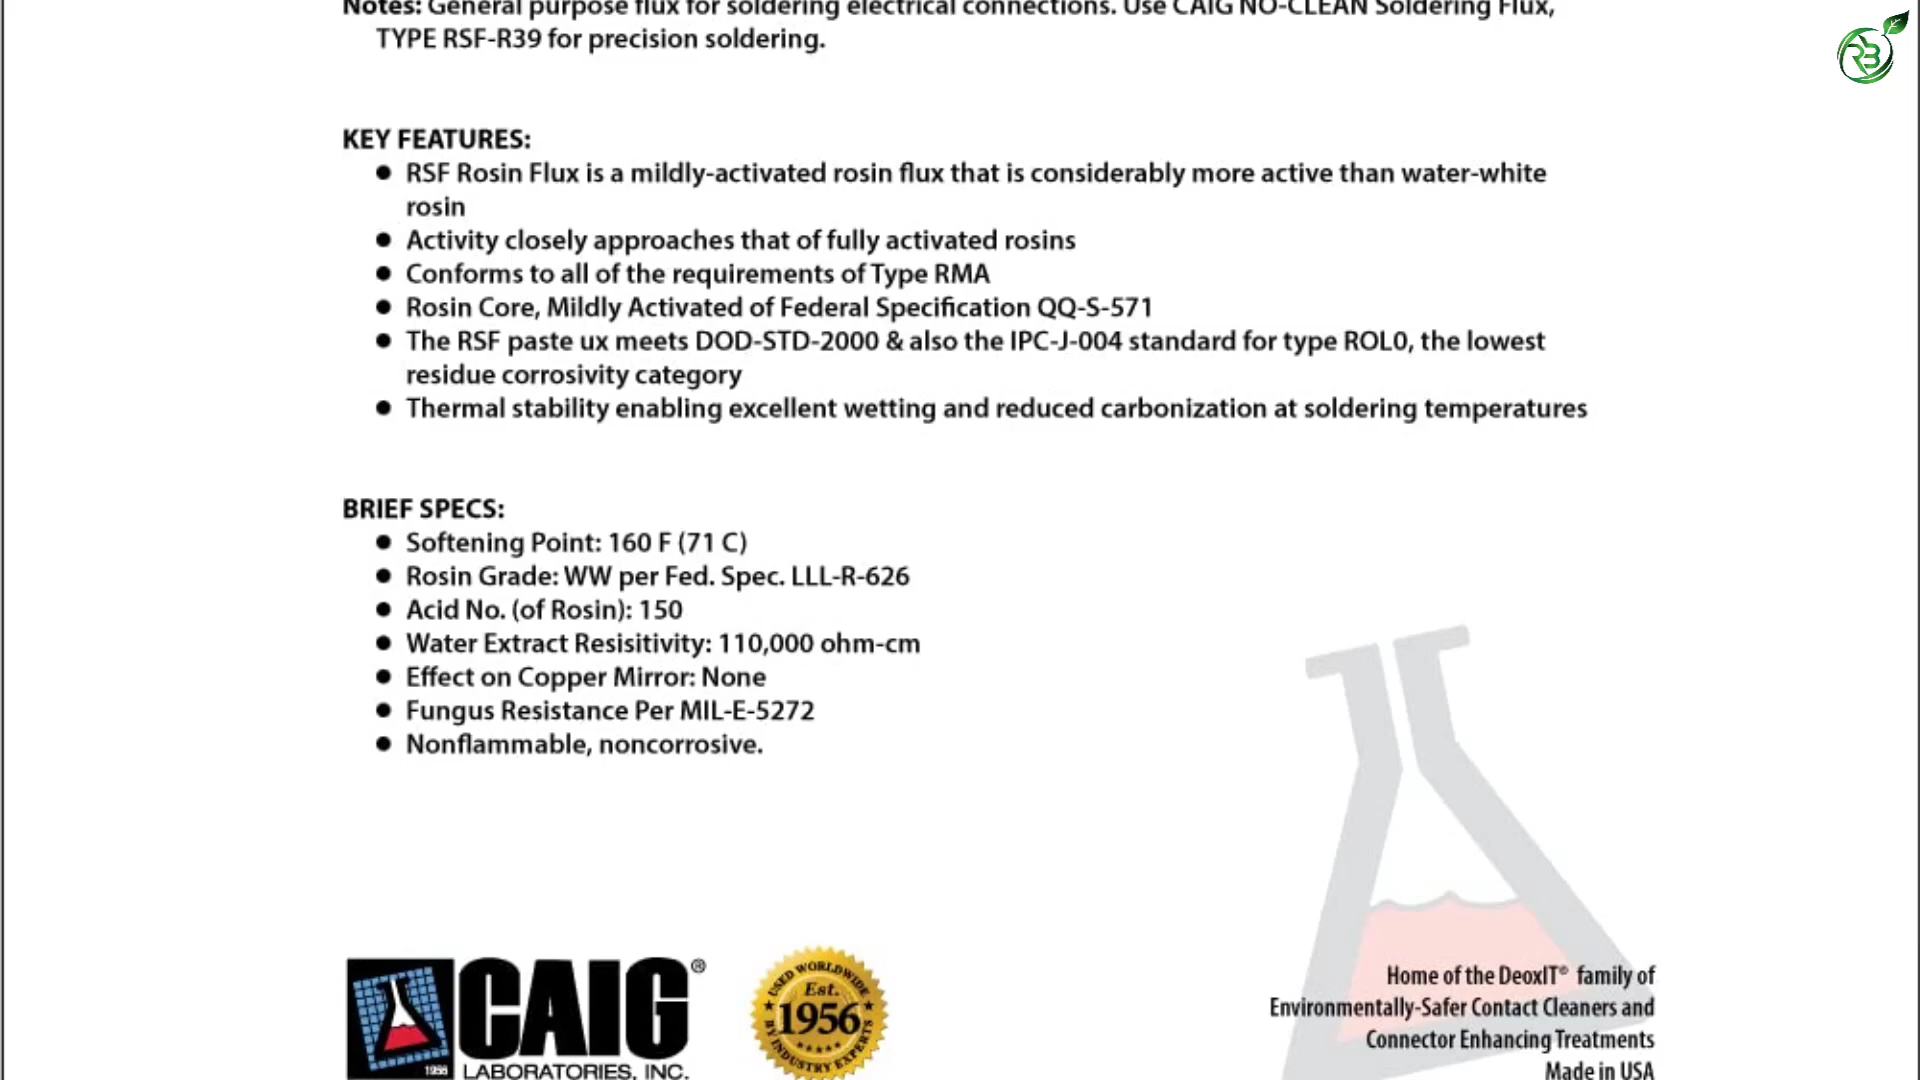 Notes: General purpose flux for soldering electrical connections. Use CAIG NO-CLEAN Soldering Flux,
TYPE RSF-R39 for precision soldering.
RB
KEY FEATURES:
● RSF Rosin Flux is a mildly-activated rosin flux that is considerably more active than water-white
rosin
● Activity closely approaches that of fully activated rosins
● Conforms to all of the requirements of Type RMA
● Rosin Core, Mildly Activated of Federal Specification QQ-S-571
● The RSF paste ux meets DOD-STD-2000 & also the IPC-J-004 standard for type ROL0, the lowest
residue corrosivity category
● Thermal stability enabling excellent wetting and reduced carbonization at soldering temperatures
BRIEF SPECS:
● Softening Point: 160 F (71 C)
● Rosin Grade: WW per Fed. Spec. LLL-R-626
● Acid No. (of Rosin): 150
● Water Extract Resisitivity: 110,000 ohm-cm
● Effect on Copper Mirror: None
● Fungus Resistance Per MIL-E-5272
● Nonflammable, noncorrosive.
CAIG®
1956
LABORATORIES, INC.
USED WORLDWIDE
Est.
1956
BY INDUSTRY EXPERTS
Home of the DeoxIT® family of
Environmentally-Safer Contact Cleaners and
Connector Enhancing Treatments
Made in USA